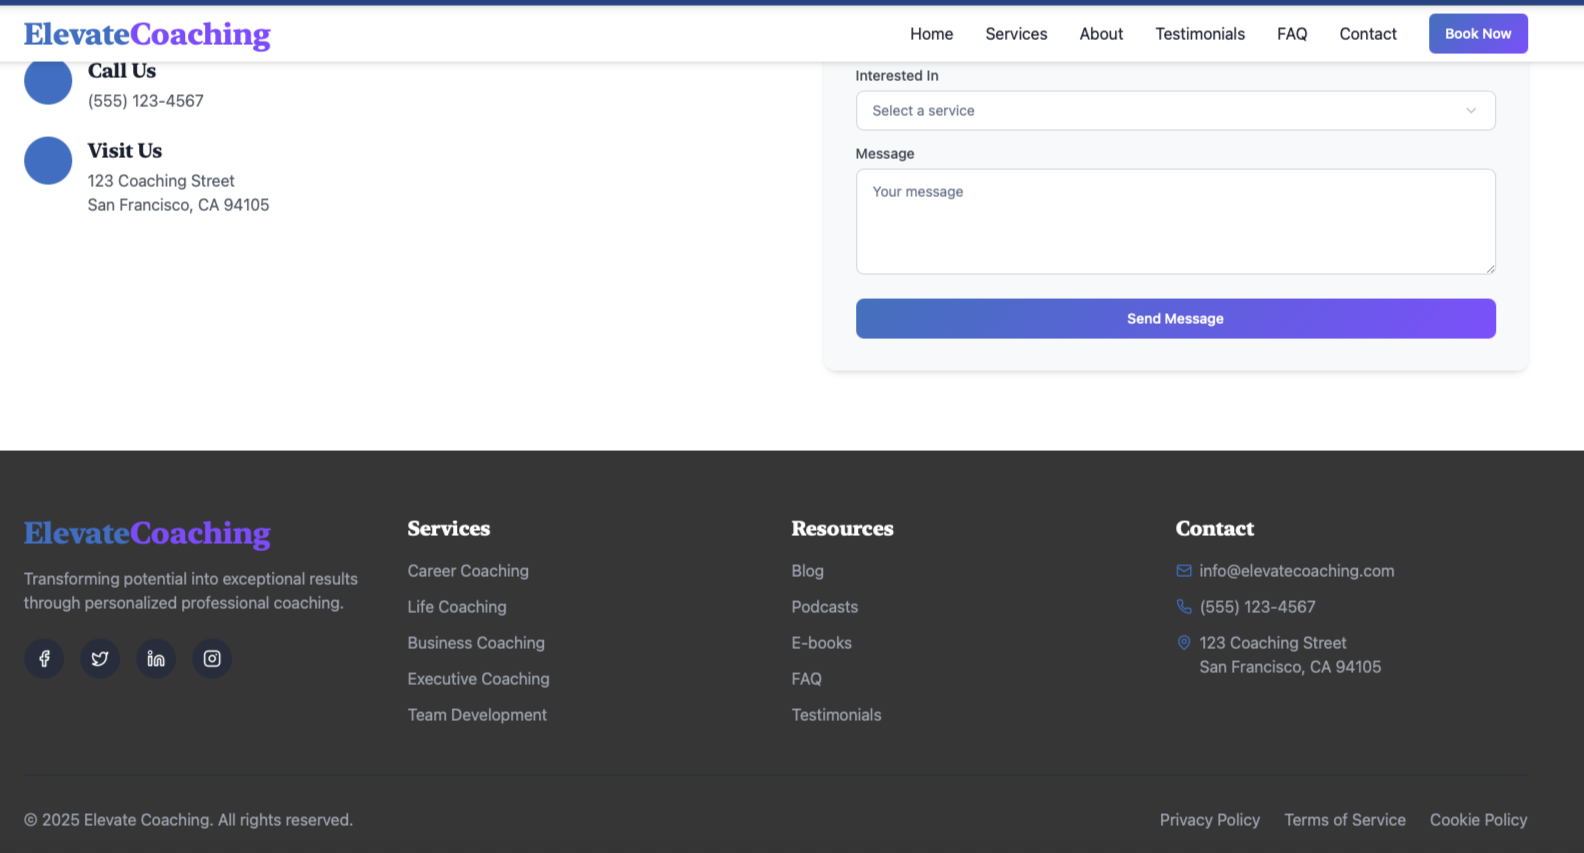 ElevateCoaching
Home
Services
About
Testimonials
FAQ
Contact
Book Now
Call Us
(555) 123-4567
Visit Us
123 Coaching Street
San Francisco, CA 94105
Interested In
Select a service
Message
Your message
Send Message
ElevateCoaching
Transforming potential into exceptional results
through personalized professional coaching.
Services
Career Coaching
Life Coaching
Business Coaching
Executive Coaching
Team Development
Resources
Blog
Podcasts
E-books
FAQ
Testimonials
Contact
info@elevatecoaching.com
(555) 123-4567
123 Coaching Street
San Francisco, CA 94105
© 2025 Elevate Coaching. All rights reserved.
Privacy Policy
Terms of Service
Cookie Policy